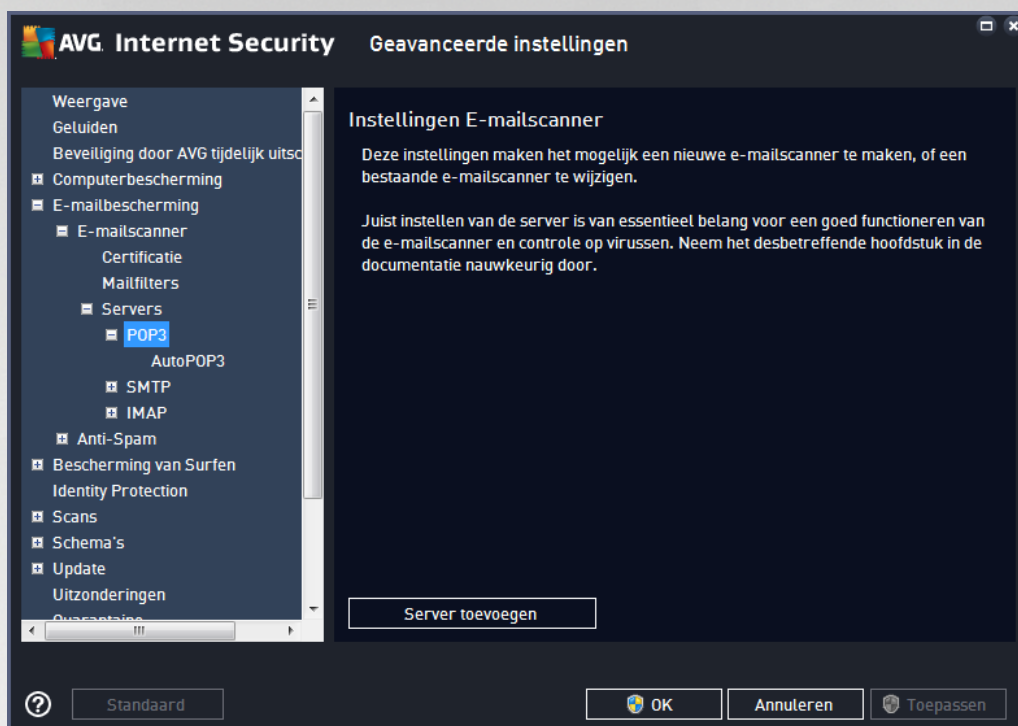 AVG. Internet Security Geavanceerde instellingen
Weergave
Geluiden
Beveiliging door AVG tijdelijk uitsc
Computerbescherming
E-mailbescherming
E-mailscanner
Certificatie
Mailfilters
Servers
POP3
AutoPOP3
SMTP
IMAP
Anti-Spam
Bescherming van Surfen
Identity Protection
Scans
Schema's
Update
Uitzonderingen
Quarantaine
Instellingen E-mailscanner
Deze instellingen maken het mogelijk een nieuwe e-mailscanner te maken, of een
bestaande e-mailscanner te wijzigen.
Juist instellen van de server is van essentieel belang voor een goed functioneren van
de e-mailscanner en controle op virussen. Neem het desbetreffende hoofdstuk in de
documentatie nauwkeurig door.
Server toevoegen
Standaard
OK
Annuleren
Toepassen